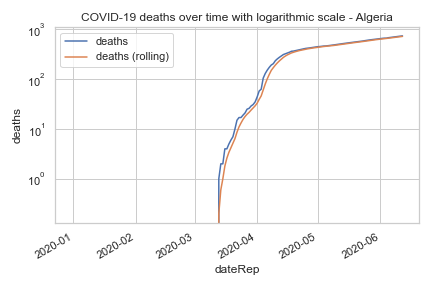 COVID-19 deaths over time with logarithmic scale - Algeria
deaths
deaths (rolling)
10³
10²
10¹
10⁰
deaths
2020-01
2020-02
2020-03
2020-04
2020-05
2020-06
dateRep